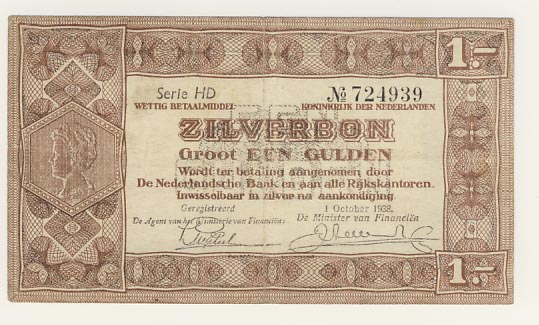 1.-
Serie HD № 724939
WETTIG BETAALMIDDEL KONINKRIJK DER NEDERLANDEN
ZILVERBON
Groot EEN GULDEN
Wordt ter betaling aangenomen door
De Nederlandsche Bank en aan alle Rijkskantoren.
Inwisselbaar in zilver na aankondiging.
Geregistreerd 1 October 1938.
De Agent van het Ministerie van Financiën: De Minister van Financiën
1.-